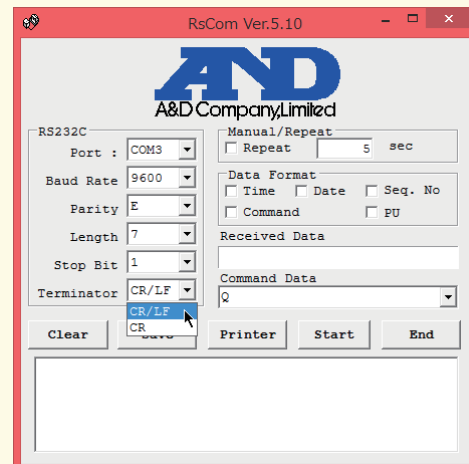 RsCom Ver.5.10
AND
A&D Company,Limited
RS232C
Port : COM3
Baud Rate 9600
Parity E
Length 7
Stop Bit 1
Terminator CR/LF
CR/LF
CR
Manual/Repeat
Repeat 5 sec
Data Format
Time Date Seq. No
Command PU
Received Data
Command Data
Q
Clear Printer Start End